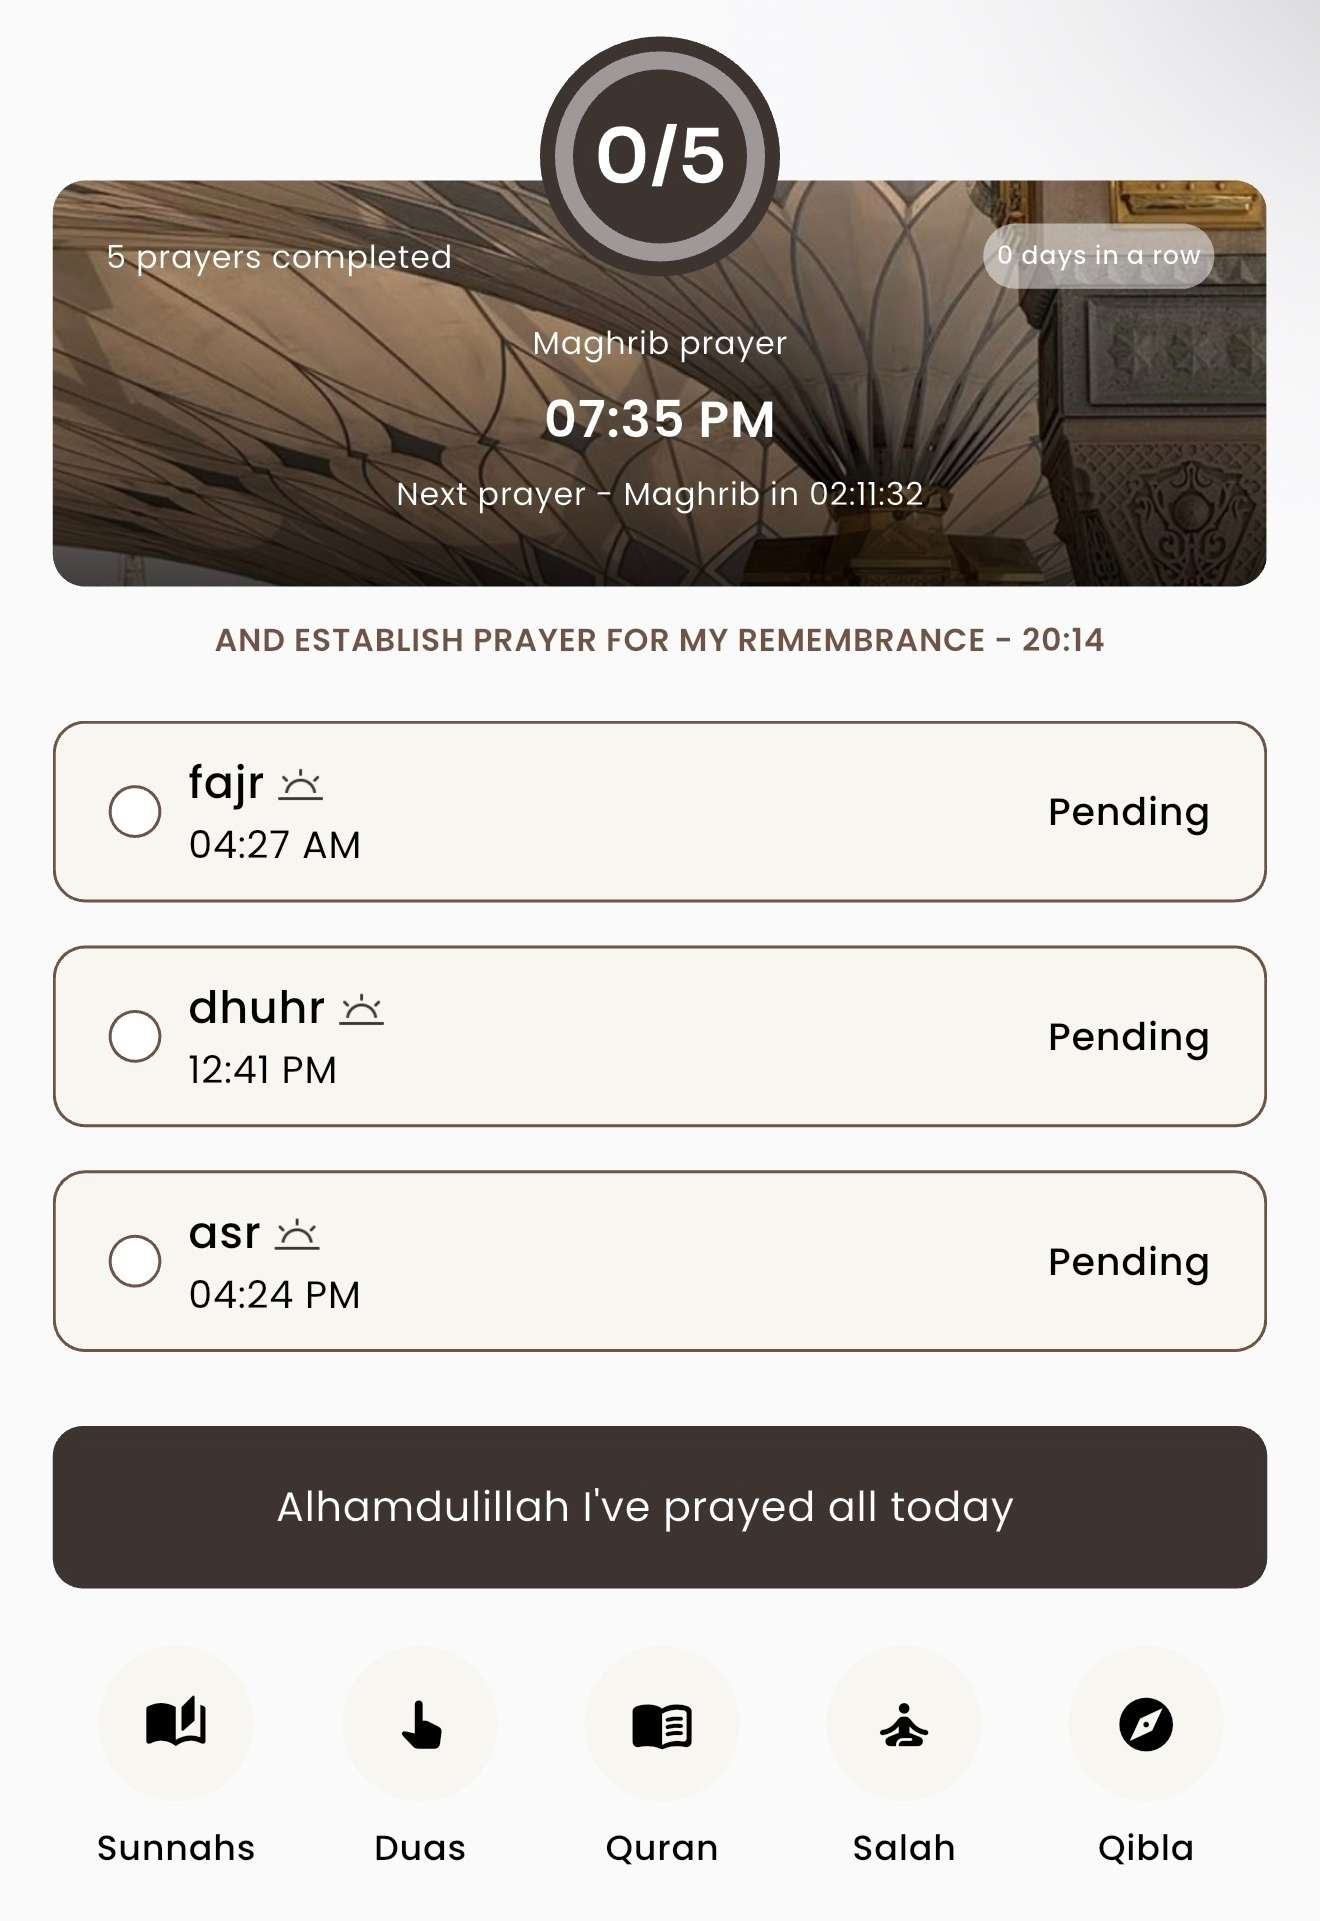 0/5
5 prayers completed
0 days in a row
Maghrib prayer
07:35 PM
Next prayer - Maghrib in 02:11:32
AND ESTABLISH PRAYER FOR MY REMEMBRANCE - 20:14
fajr
04:27 AM
Pending
dhuhr
12:41 PM
Pending
asr
04:24 PM
Pending
Alhamdulillah I've prayed all today
Sunnahs
Duas
Quran
Salah
Qibla